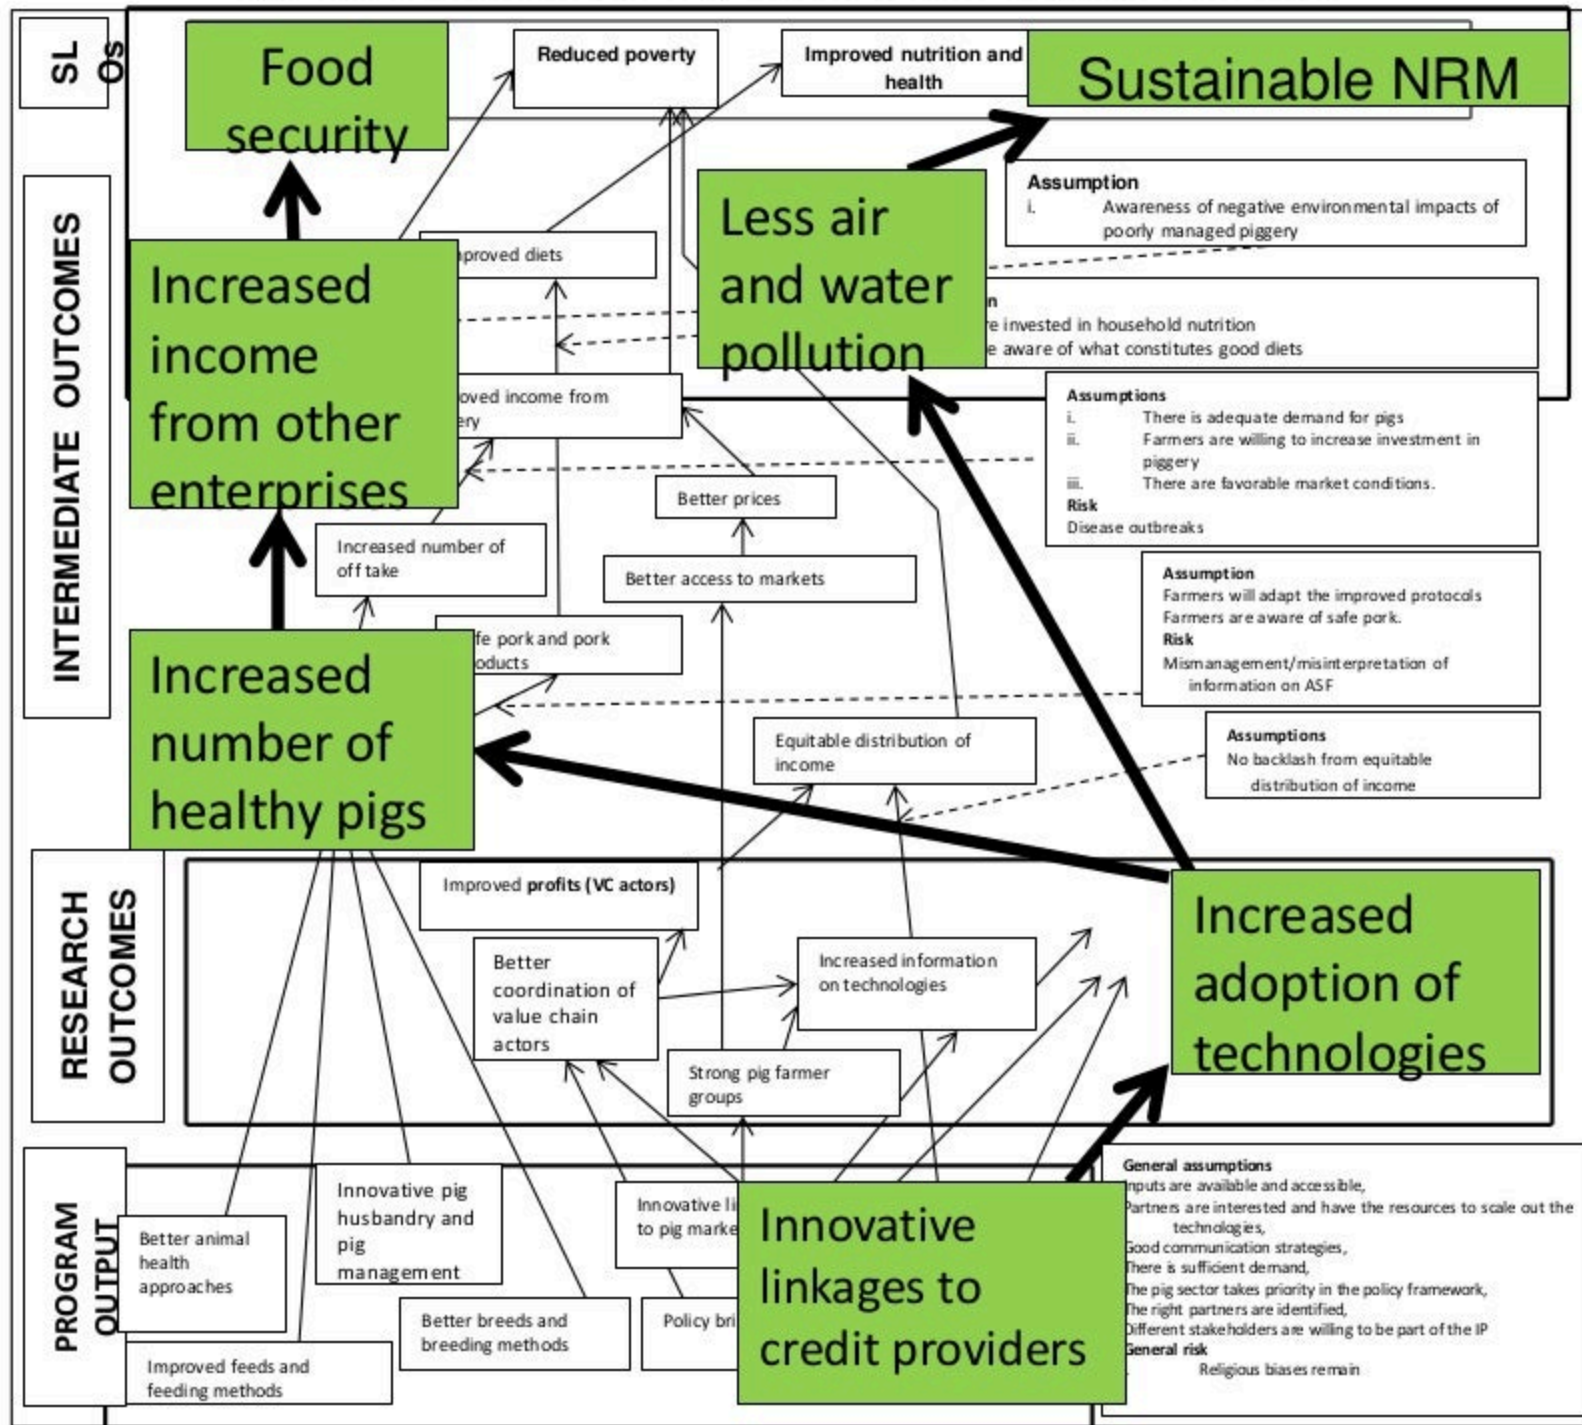 SL
Os
Food
security
Reduced poverty
Improved nutrition and
health
Sustainable NRM
INTERMEDIATE OUTCOMES
Less air
and water
pollution
Assumption
i. Awareness of negative environmental impacts of
poorly managed piggery
Increased
income
from other
enterprises
proved diets
n
re invested in household nutrition
e aware of what constitutes good diets
oved income from
ery
Assumptions
i. There is adequate demand for pigs
ii. Farmers are willing to increase investment in
piggery
iii. There are favorable market conditions.
Risk
Disease outbreaks
Better prices
Increased number of
off take
Better access to markets
Assumption
Farmers will adapt the improved protocols
Farmers are aware of safe pork.
Risk
Mismanagement/misinterpretation of
information on ASF
Increased
number of
healthy pigs
fe pork and pork
oducts
Equitable distribution of
income
Assumptions
No backlash from equitable
distribution of income
RESEARCH
OUTCOMES
Improved profits (VC actors)
Better
coordination of
value chain
actors
Increased information
on technologies
Strong pig farmer
groups
Increased
adoption of
technologies
PROGRAM
OUTPUT
Better animal
health
approaches
Innovative pig
husbandry and
pig
management
Innovative li
to pig marke
Innovative
linkages to
credit providers
Better breeds and
breeding methods
Policy bri
Improved feeds and
feeding methods
General assumptions
nputs are available and accessible,
Partners are interested and have the resources to scale out the
technologies,
Good communication strategies,
There is sufficient demand,
The pig sector takes priority in the policy framework,
The right partners are identified,
Different stakeholders are willing to be part of the IP
General risk
Religious biases remain